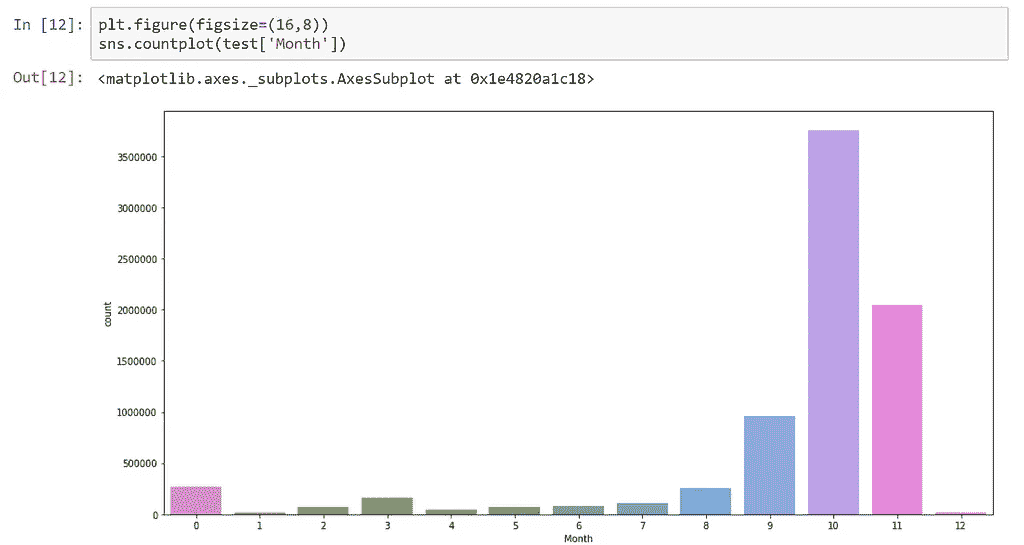 In [12]: plt.figure(figsize=(16,8))
sns.countplot(test['Month'])
Out[12]: <matplotlib.axes._subplots.AxesSubplot at 0x1e4820a1c18>
3500000
3000000
2500000
2000000
1500000
1000000
500000
0
count
0 1 2 3 4 5 6 7 8 9 10 11 12
Month